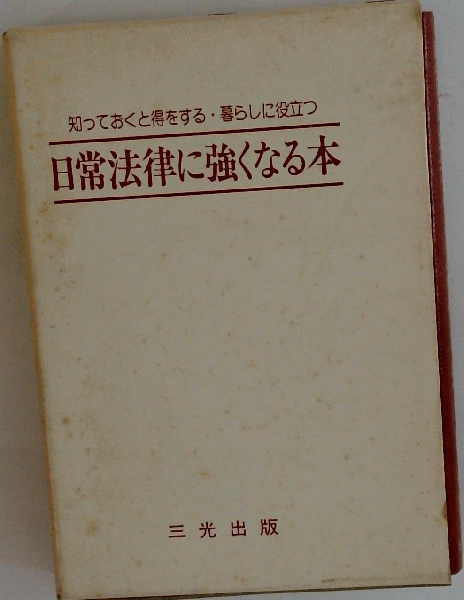 知っておくと得をする・暮らしに役立つ
日常法律に強くなる本
三光出版